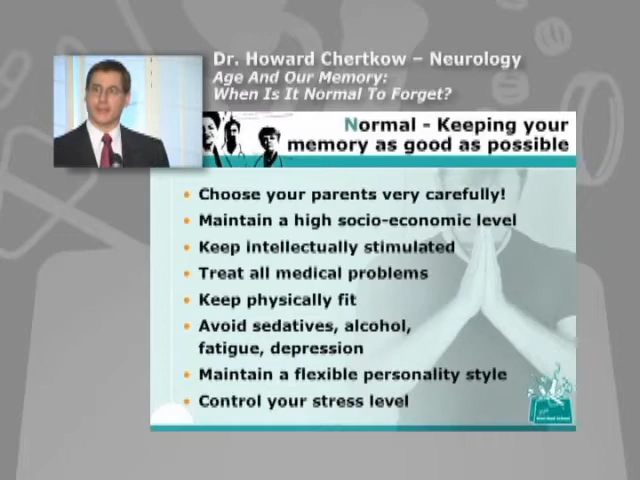 Dr. Howard Chertkow – Neurology
Age And Our Memory:
When Is It Normal To Forget?
Normal - Keeping your
memory as good as possible
• Choose your parents very carefully!
• Maintain a high socio-economic level
• Keep intellectually stimulated
• Treat all medical problems
• Keep physically fit
• Avoid sedatives, alcohol,
fatigue, depression
• Maintain a flexible personality style
• Control your stress level